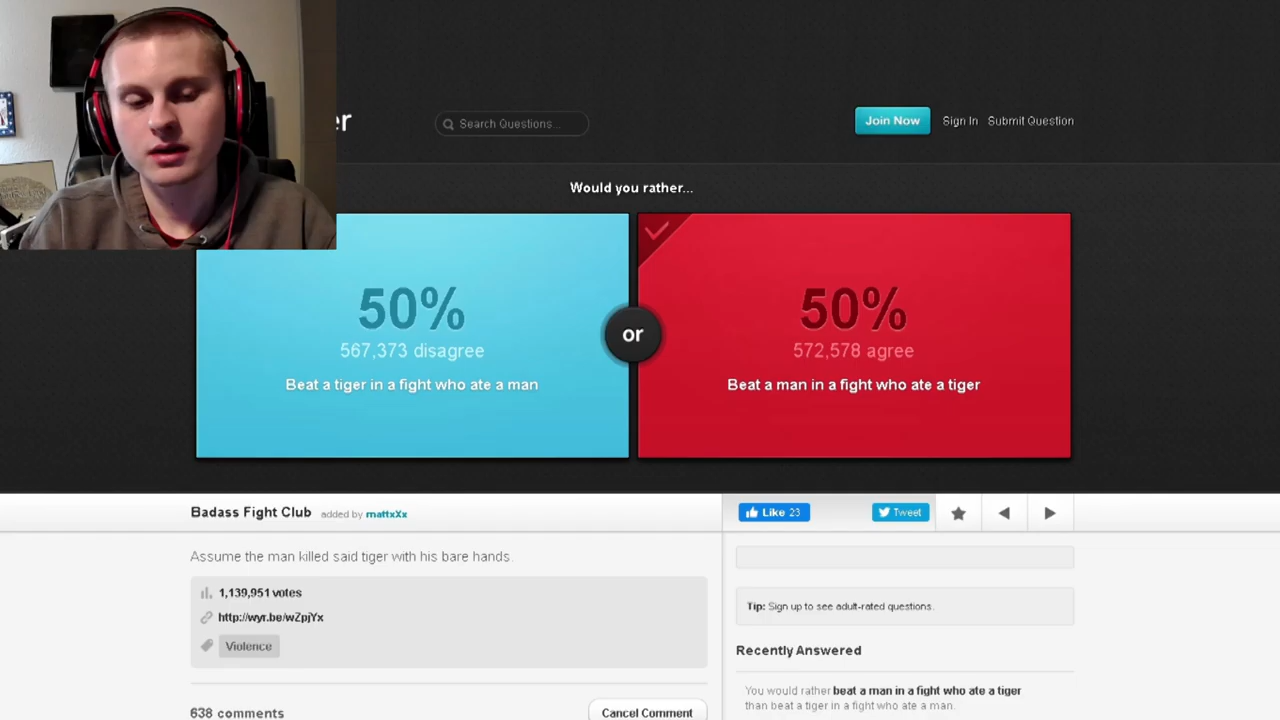 er
Search Questions...
Join Now
Sign In
Submit Question
Would you rather...
50%
567,373 disagree
Beat a tiger in a fight who ate a man
or
50%
572,578 agree
Beat a man in a fight who ate a tiger
Badass Fight Club added by mattxXx
Like 23
Tweet
Assume the man killed said tiger with his bare hands.
1,139,951 votes
http://wyr.be/wZpjYx
Violence
638 comments
Cancel Comment
Tip: Sign up to see adult-rated questions.
Recently Answered
You would rather beat a man in a fight who ate a tiger
than beat a tiger in a fight who ate a man.